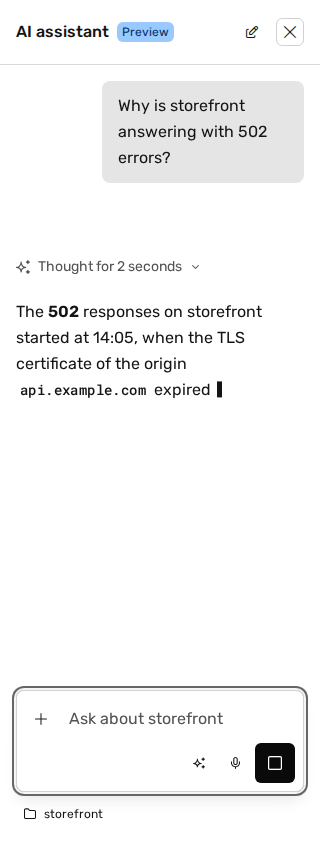 AI assistant Preview
Why is storefront
answering with 502
errors?
Thought for 2 seconds
The 502 responses on storefront
started at 14:05, when the TLS
certificate of the origin
api.example.com expired
Ask about storefront
storefront